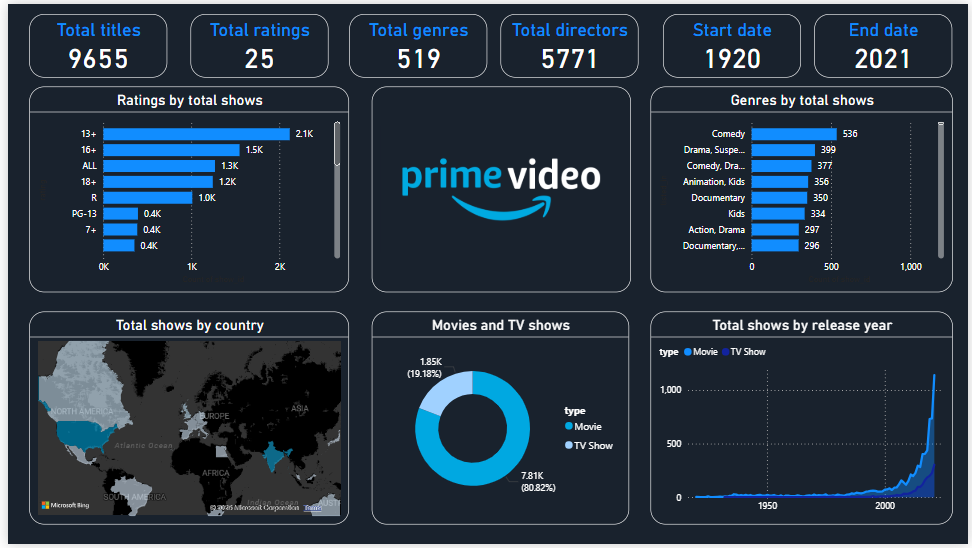 Total titles
9655
Total ratings
25
Total genres
519
Total directors
5771
Start date
1920
End date
2021
Ratings by total shows
13+ 2.1K
16+ 1.5K
ALL 1.3K
18+ 1.2K
R 1.0K
PG-13 0.4K
7+ 0.4K
0.4K
0K 1K 2K
prime video
Genres by total shows
Comedy 536
Drama, Suspe... 399
Comedy, Dra... 377
Animation, Kids 356
Documentary 350
Kids 334
Action, Drama 297
Documentary,... 296
0 500 1,000
Total shows by country
NORTH AMERICA
EUROPE
ASIA
Atlantic Ocean
AFRICA
SOUTH AMERICA
Indian Ocean
AUST
Microsoft Bing
Microsoft Corporation Terms
Movies and TV shows
1.85K
(19.18%)
type
Movie
TV Show
7.81K
(80.82%)
Total shows by release year
type Movie TV Show
1,000
500
0
1950 2000